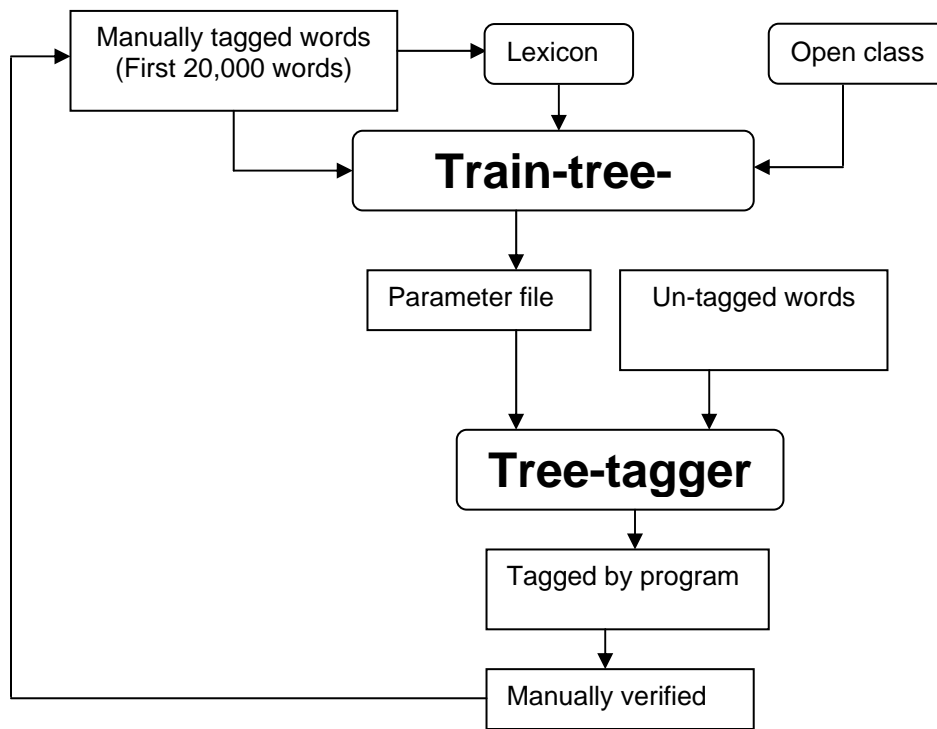 Manually tagged words
(First 20,000 words)
Lexicon
Open class
Train-tree-
Parameter file
Un-tagged words
Tree-tagger
Tagged by program
Manually verified